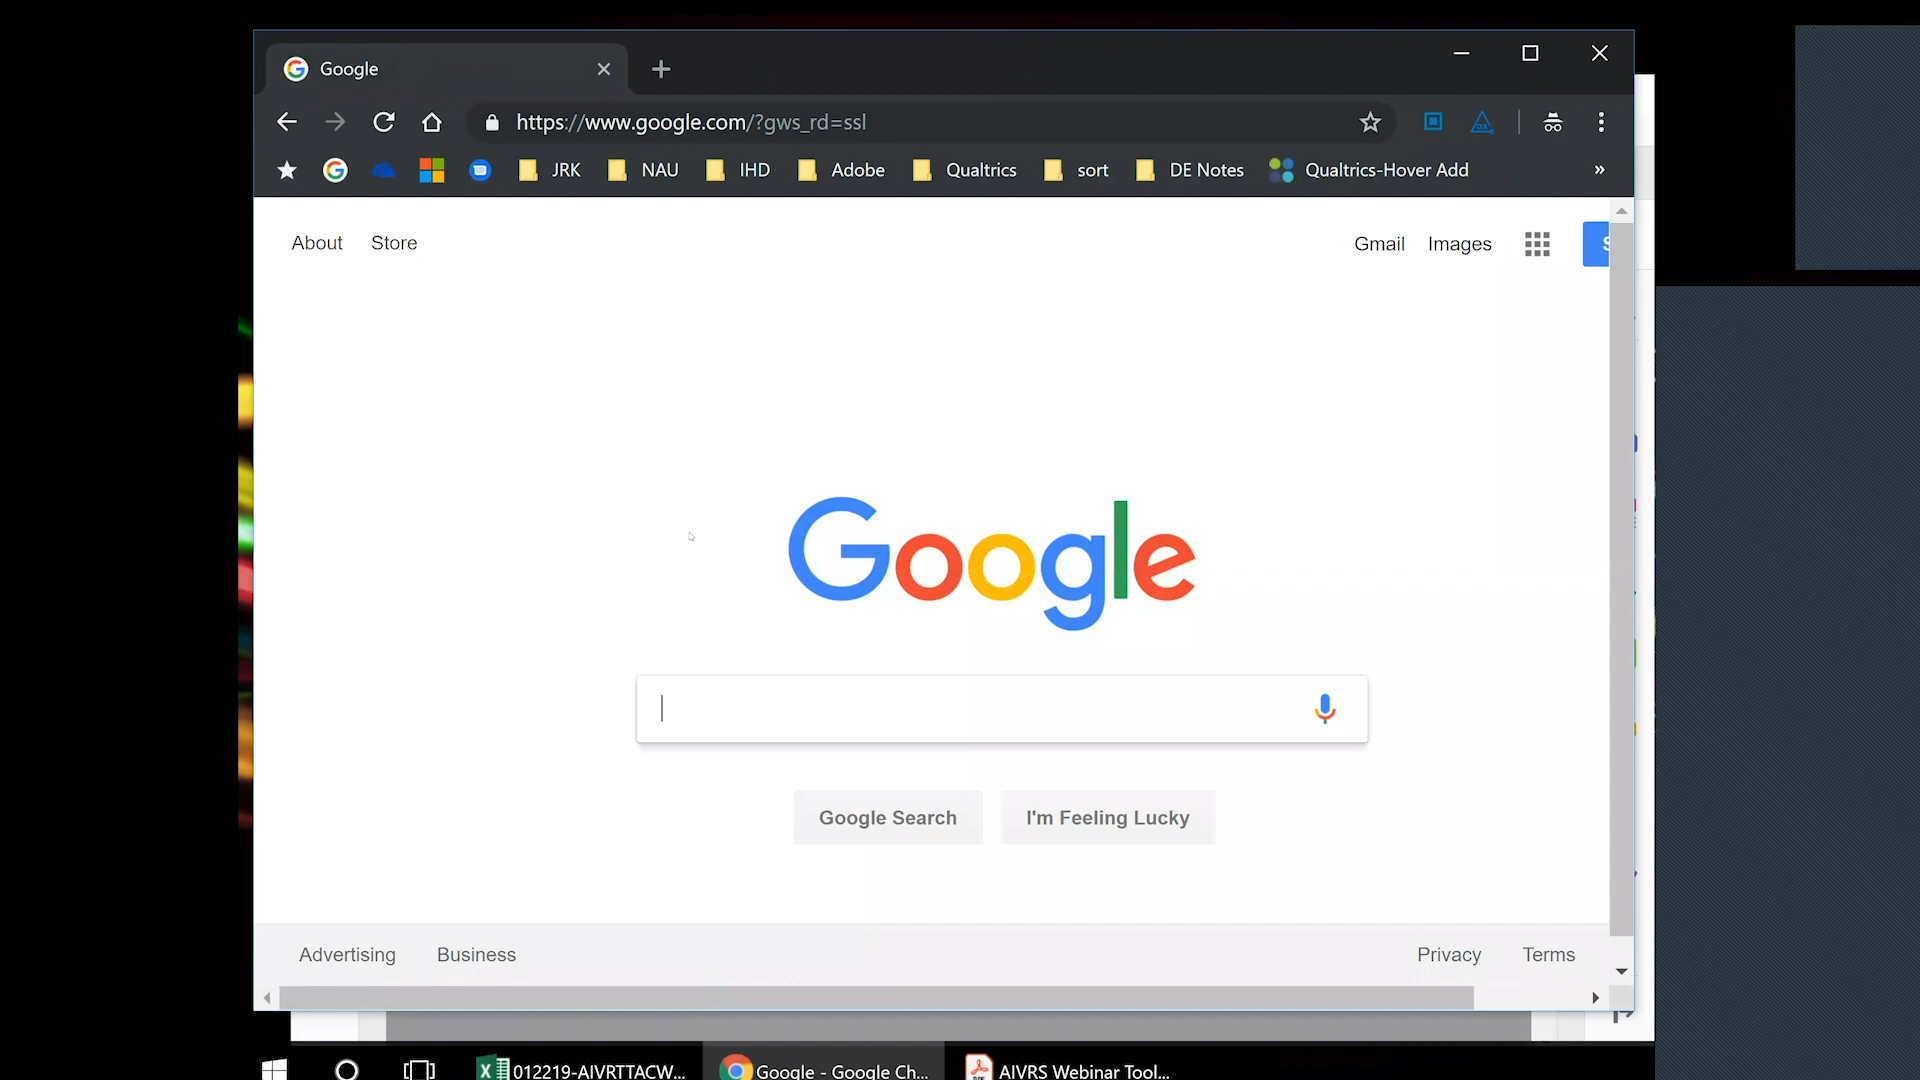 Google
https://www.google.com/?gws_rd=ssl
JRK NAU IHD Adobe Qualtrics sort DE Notes Qualtrics-Hover Add »
About Store Gmail Images
Google
Google Search I'm Feeling Lucky
Advertising Business Privacy Terms
012219-AIVRTTACW... Google - Google Ch... AIVRS Webinar Tool...